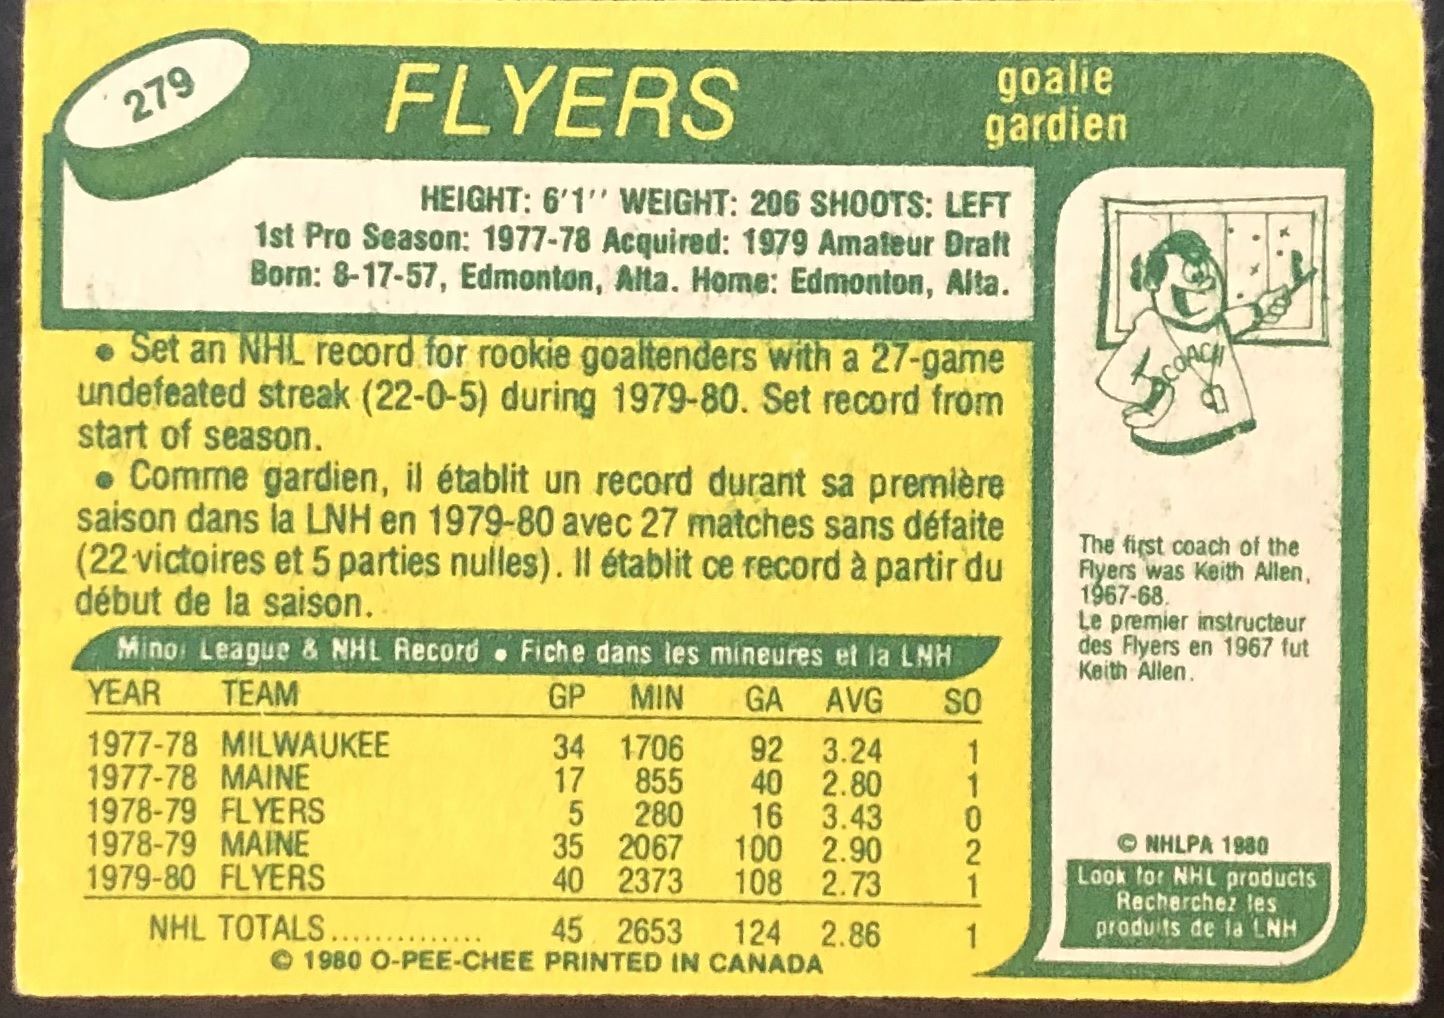 279
FLYERS
goalie
gardien
HEIGHT: 6'1'' WEIGHT: 206 SHOOTS: LEFT
1st Pro Season: 1977-78 Acquired: 1979 Amateur Draft
Born: 8-17-57, Edmonton, Alta. Home: Edmonton, Alta.
• Set an NHL record for rookie goaltenders with a 27-game
undefeated streak (22-0-5) during 1979-80. Set record from
start of season.
• Comme gardien, il établit un record durant sa première
saison dans la LNH en 1979-80 avec 27 matches sans défaite
(22 victoires et 5 parties nulles). Il établit ce record à partir du
début de la saison.
Minor League & NHL Record • Fiche dans les mineures et la LNH
YEAR TEAM GP MIN GA AVG SO
1977-78 MILWAUKEE 34 1706 92 3.24 1
1977-78 MAINE 17 855 40 2.80 1
1978-79 FLYERS 5 280 16 3.43 0
1978-79 MAINE 35 2067 100 2.90 2
1979-80 FLYERS 40 2373 108 2.73 1
NHL TOTALS.............. 45 2653 124 2.86 1
© 1980 O-PEE-CHEE PRINTED IN CANADA
COACH
The first coach of the
Flyers was Keith Allen,
1967-68.
Le premier instructeur
des Flyers en 1967 fut
Keith Allen.
© NHLPA 1980
Look for NHL products
Recherchez les
produits de la LNH